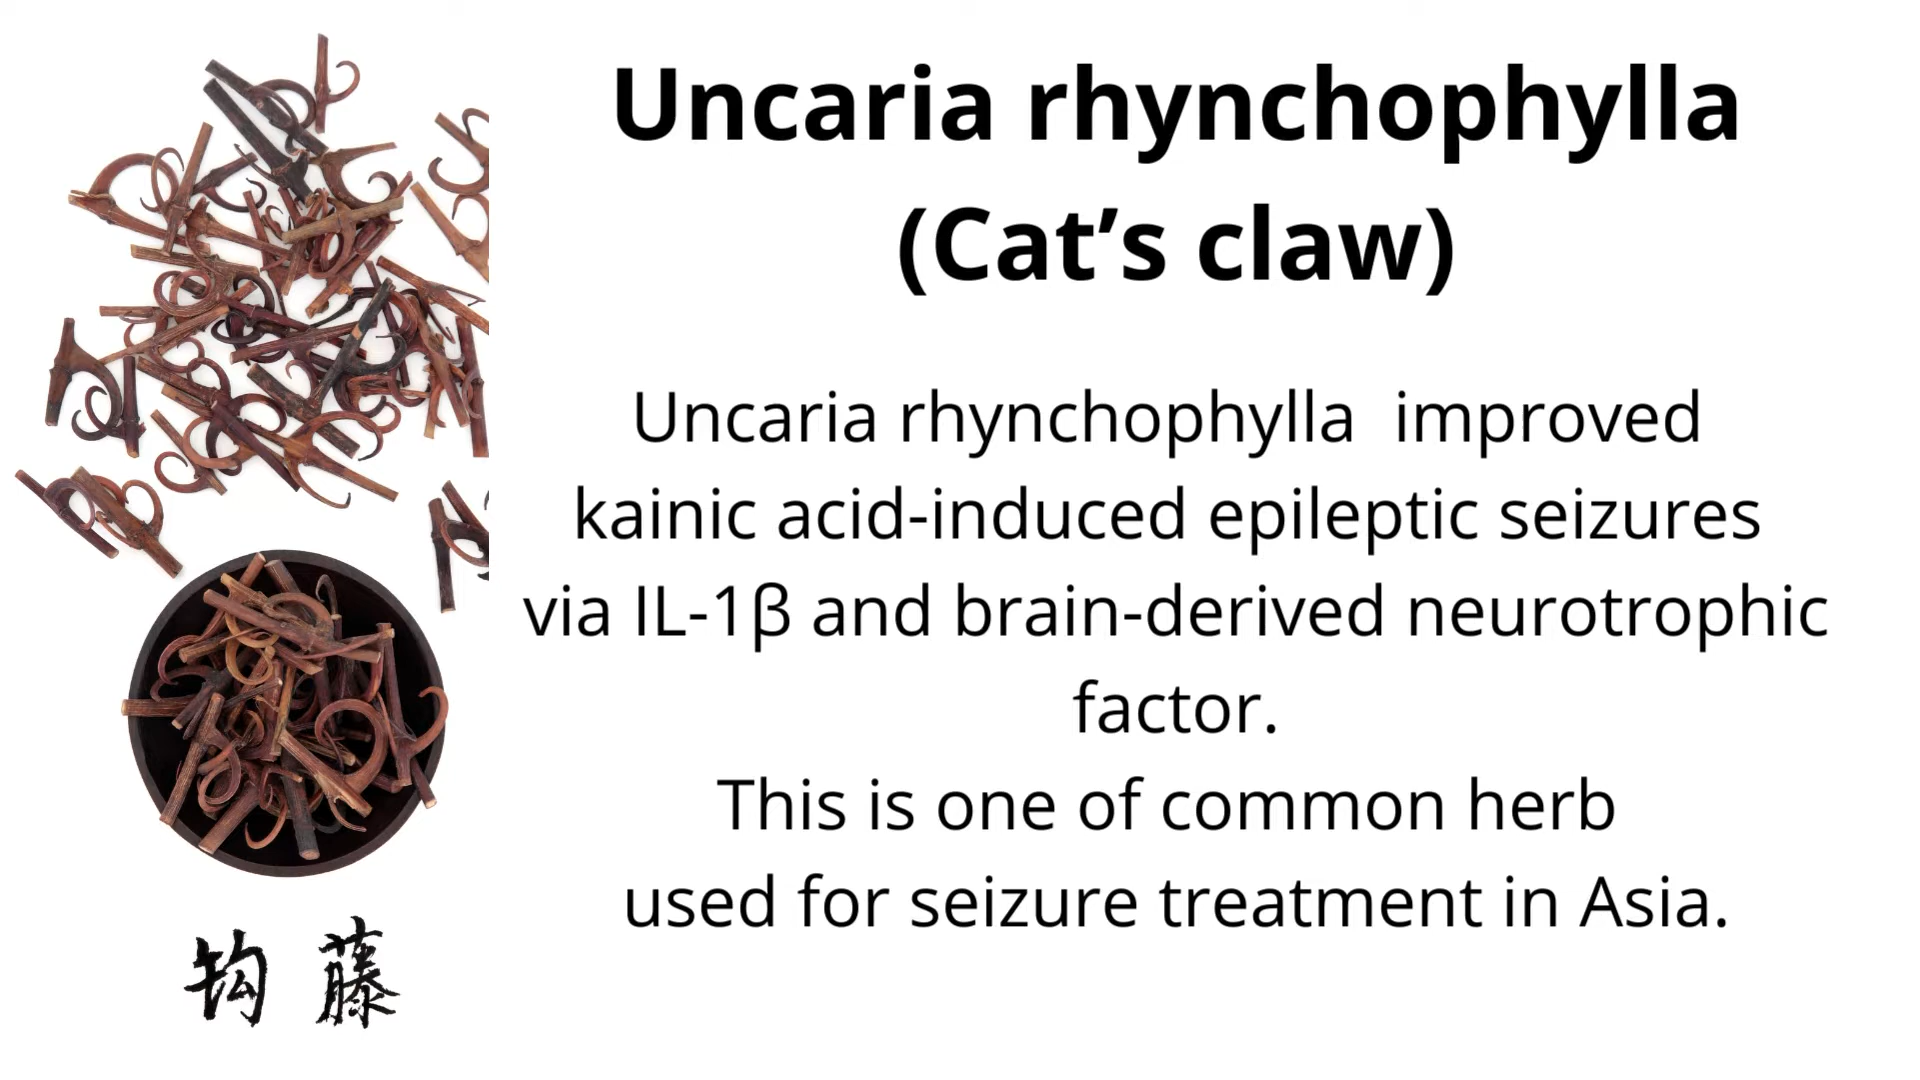 Uncaria rhynchophylla
(Cat’s claw)
Uncaria rhynchophylla  improved
kainic acid-induced epileptic seizures
via IL-1β and brain-derived neurotrophic
factor.
This is one of common herb
used for seizure treatment in Asia.
钩 藤